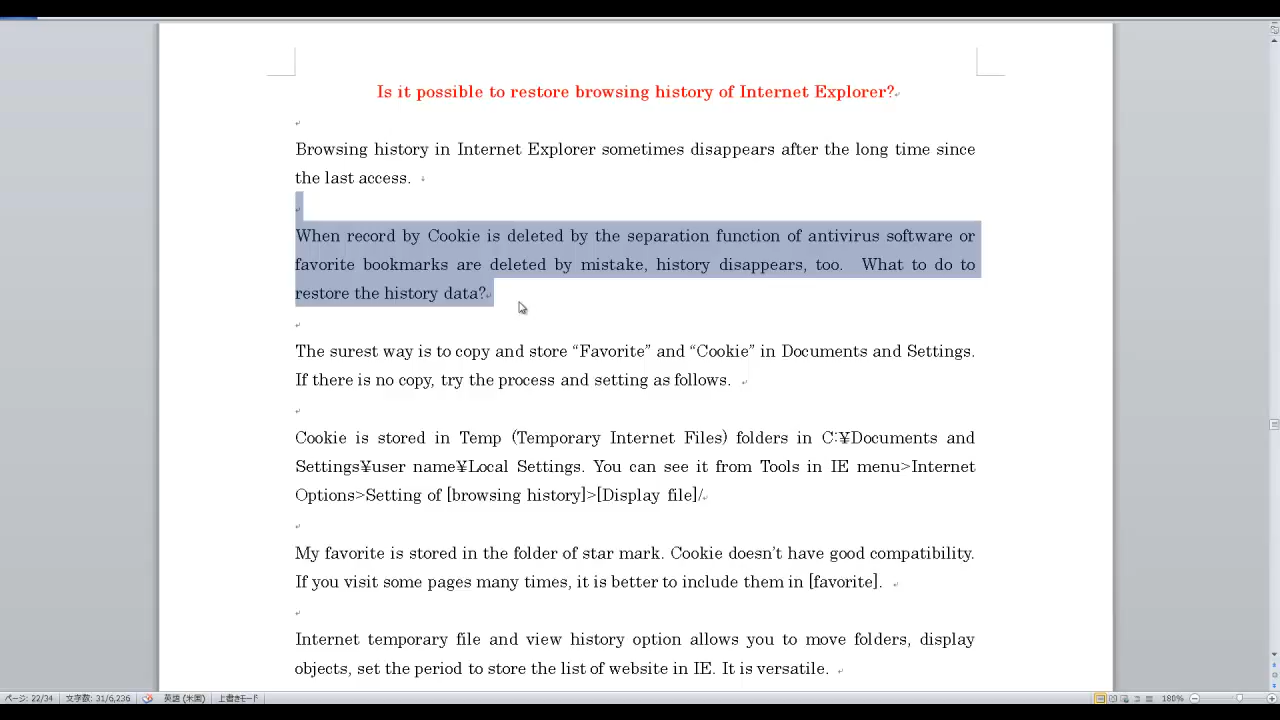 Is it possible to restore browsing history of Internet Explorer?
Browsing history in Internet Explorer sometimes disappears after the long time since
the last access.
When record by Cookie is deleted by the separation function of antivirus software or
favorite bookmarks are deleted by mistake, history disappears, too. What to do to
restore the history data?
The surest way is to copy and store “Favorite” and “Cookie” in Documents and Settings.
If there is no copy, try the process and setting as follows.
Cookie is stored in Temp (Temporary Internet Files) folders in C:¥Documents and
Settings¥user name¥Local Settings. You can see it from Tools in IE menu>Internet
Options>Setting of [browsing history]>[Display file]/
My favorite is stored in the folder of star mark. Cookie doesn’t have good compatibility.
If you visit some pages many times, it is better to include them in [favorite].
Internet temporary file and view history option allows you to move folders, display
objects, set the period to store the list of website in IE. It is versatile.
ページ: 22/34 文字数: 31/6,236 英語 (米国) 上書きモード 180%